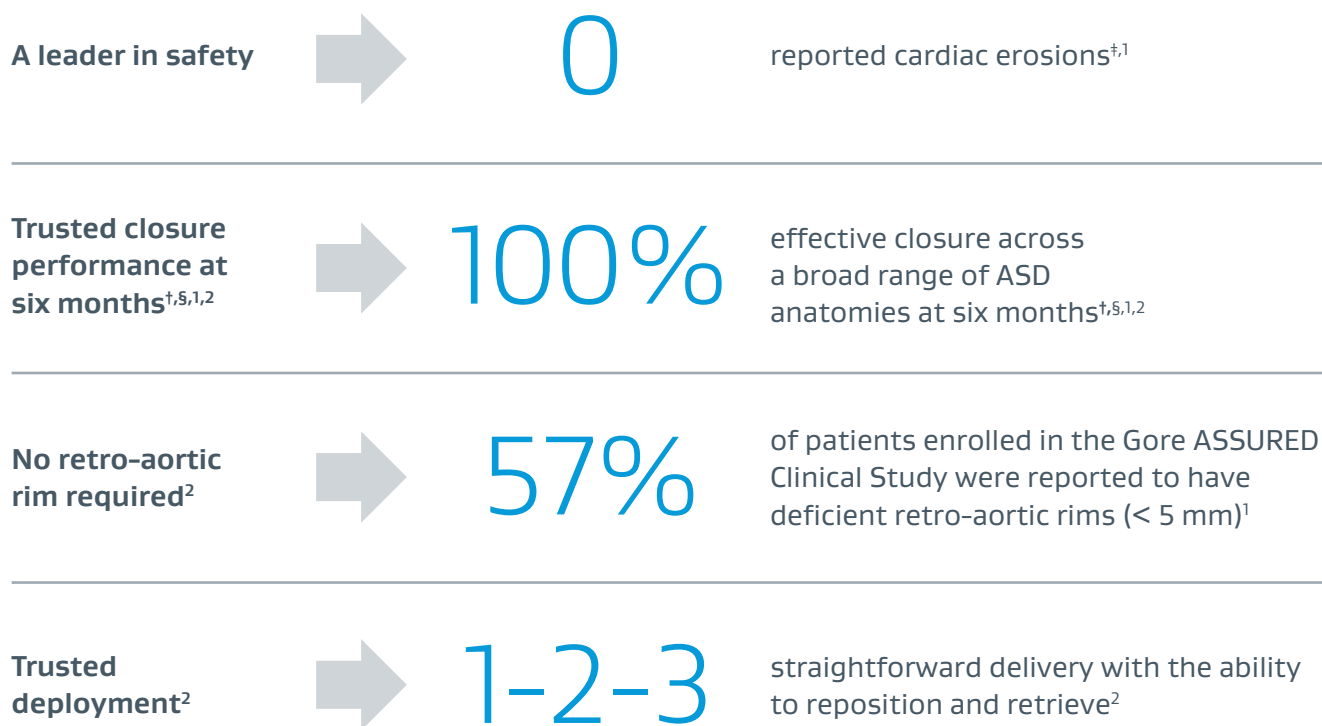 A leader in safety
0
reported cardiac erosions‡,1
Trusted closure
performance at
six months†,§,1,2
100%
effective closure across
a broad range of ASD
anatomies at six months†,§,1,2
No retro-aortic
rim required2
57%
of patients enrolled in the Gore ASSURED
Clinical Study were reported to have
deficient retro-aortic rims (< 5 mm)1
Trusted
deployment2
1-2-3
straightforward delivery with the ability
to reposition and retrieve2